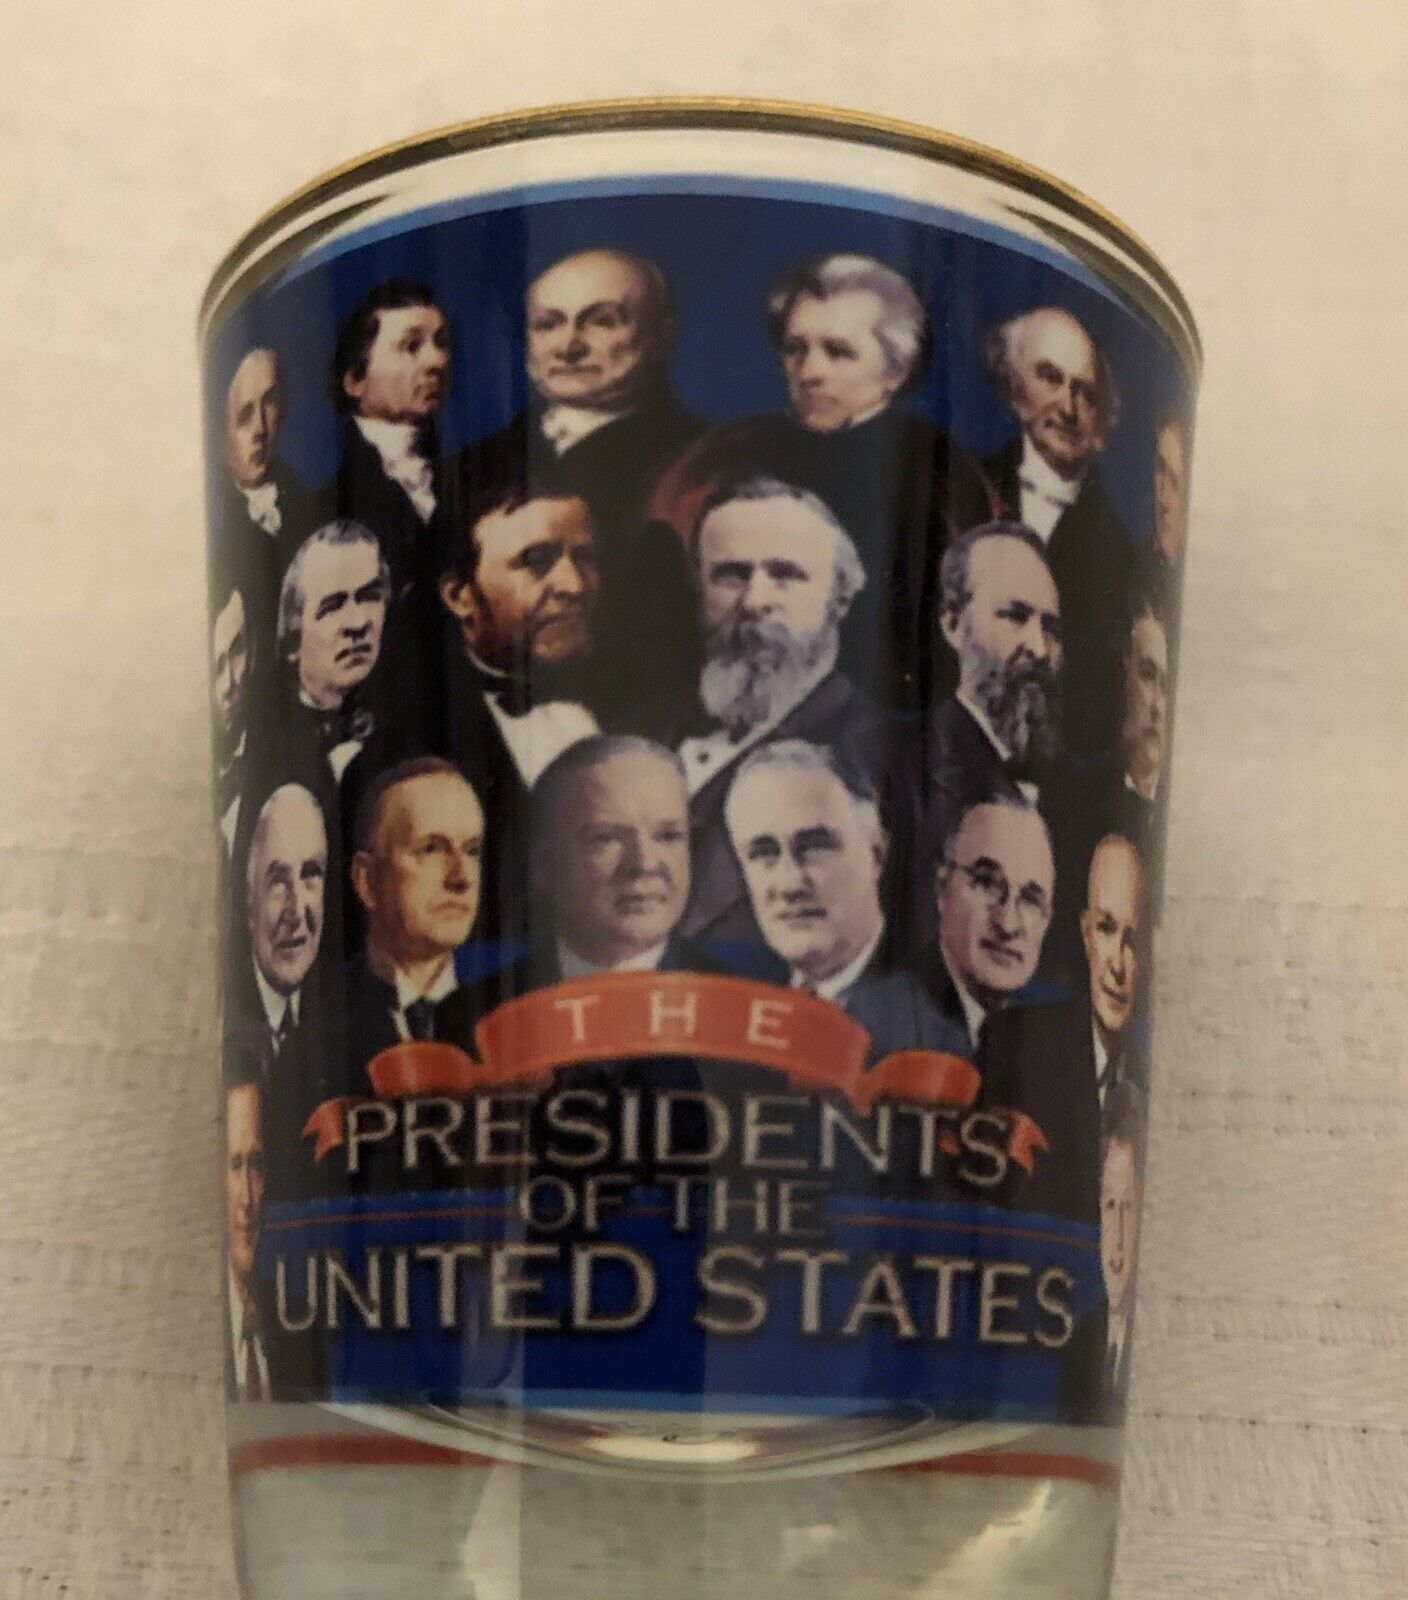 THE
PRESIDENTS
OF THE
UNITED STATES